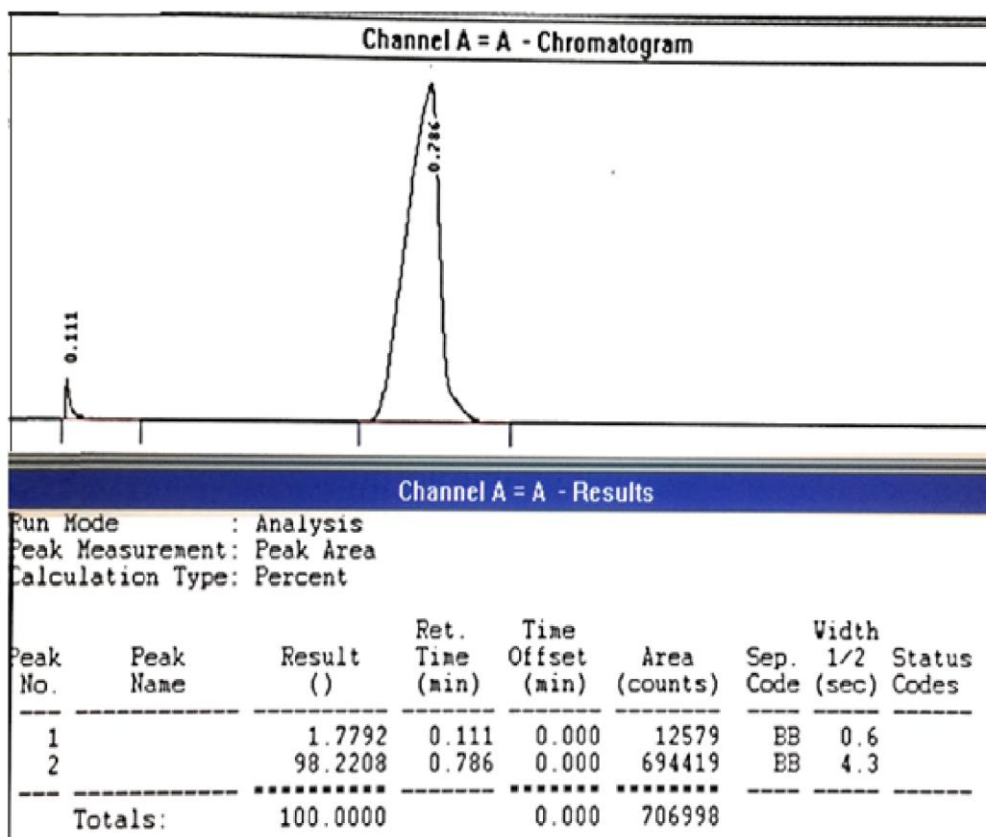 Channel A = A - Chromatogram
0.786
0.111
Channel A = A - Results
Run Mode : Analysis
Peak Measurement: Peak Area
Calculation Type: Percent
Ret. Time Width
Peak Peak Result Time Offset Area Sep. 1/2 Status
No. Name () (min) (min) (counts) Code (sec) Codes
1 1.7792 0.111 0.000 12579 BB 0.6
2 98.2208 0.786 0.000 694419 BB 4.3
Totals: 100.0000 0.000 706998